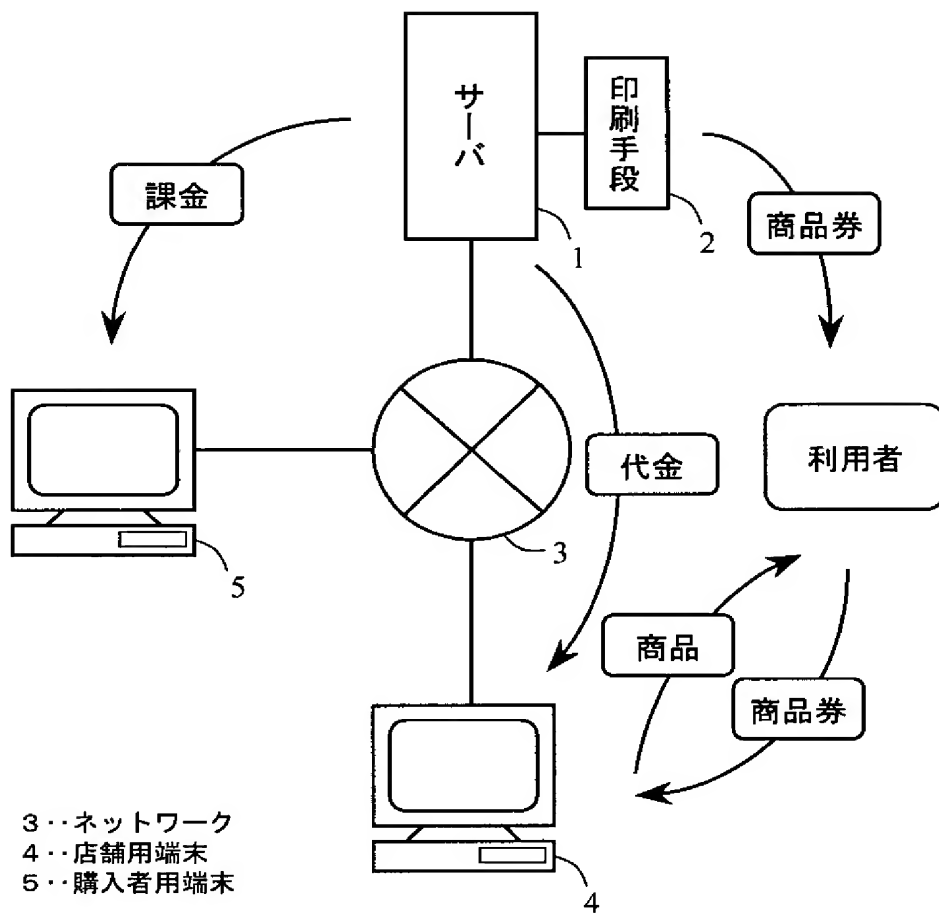 サーバ
印刷手段
課金
1
2
商品券
代金
利用者
3
5
商品
商品券
3‥ネットワーク
4‥店舗用端末
5‥購入者用端末
4